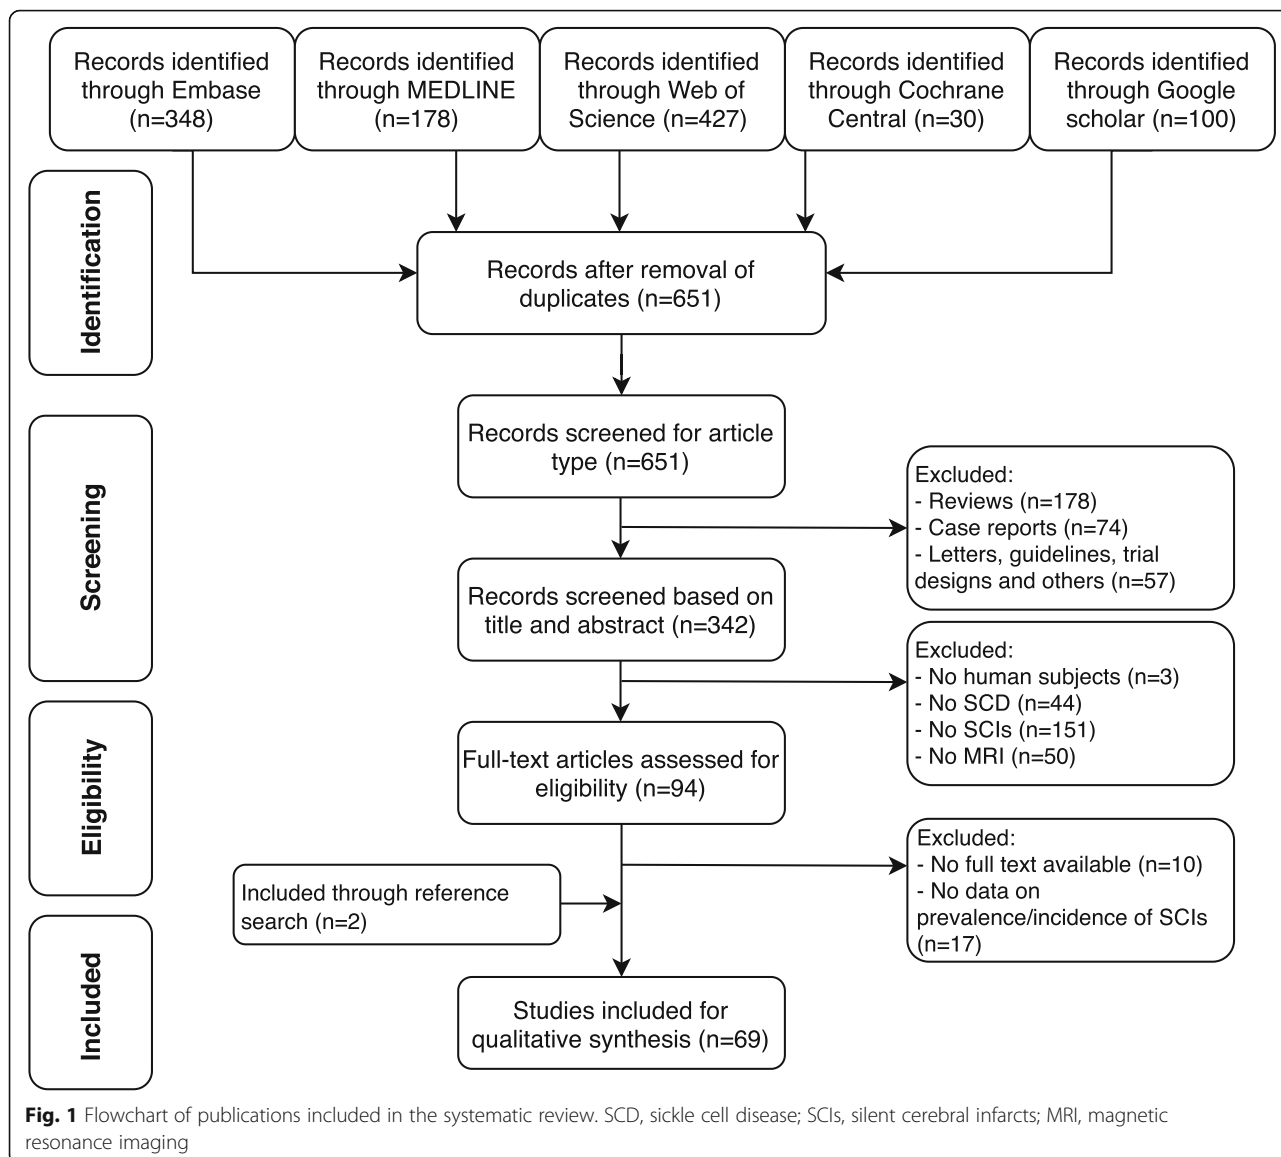 Records identified
through Embase
(n=348)
Records identified
through MEDLINE
(n=178)
Records identified
through Web of
Science (n=427)
Records identified
through Cochrane
Central (n=30)
Records identified
through Google
scholar (n=100)
Identification
Records after removal of
duplicates (n=651)
Screening
Records screened for article
type (n=651)
Excluded:
- Reviews (n=178)
- Case reports (n=74)
- Letters, guidelines, trial
designs and others (n=57)
Records screened based on
title and abstract (n=342)
Excluded:
- No human subjects (n=3)
- No SCD (n=44)
- No SCIs (n=151)
- No MRI (n=50)
Eligibility
Full-text articles assessed for
eligibility (n=94)
Excluded:
- No full text available (n=10)
- No data on
prevalence/incidence of SCIs
(n=17)
Included through reference
search (n=2)
Included
Studies included for
qualitative synthesis (n=69)
Fig. 1 Flowchart of publications included in the systematic review. SCD, sickle cell disease; SCIs, silent cerebral infarcts; MRI, magnetic
resonance imaging